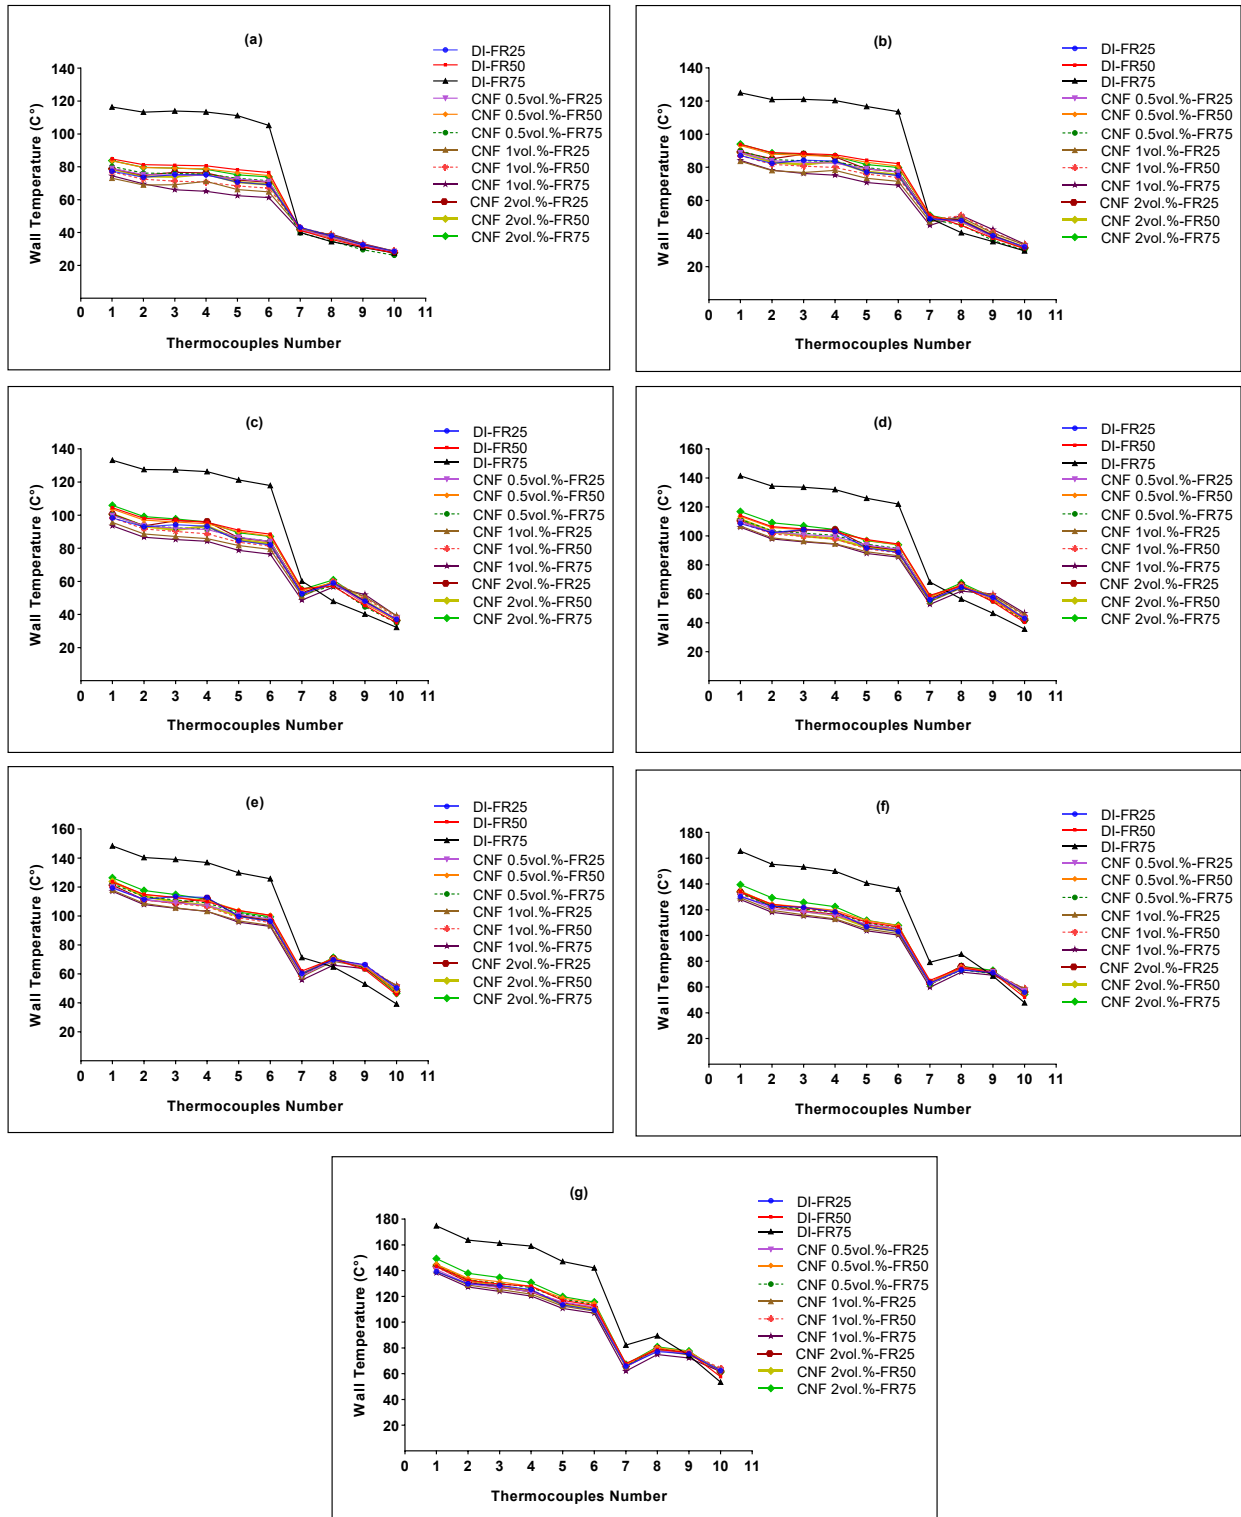 (a)
DI-FR25
DI-FR50
DI-FR75
CNF 0.5vol.%-FR25
CNF 0.5vol.%-FR50
CNF 0.5vol.%-FR75
CNF 1vol.%-FR25
CNF 1vol.%-FR50
CNF 1vol.%-FR75
CNF 2vol.%-FR25
CNF 2vol.%-FR50
CNF 2vol.%-FR75
Wall Temperature (C°)
140
120
100
80
60
40
20
0 1 2 3 4 5 6 7 8 9 10 11
Thermocouples Number
(b)
DI-FR25
DI-FR50
DI-FR75
CNF 0.5vol.%-FR25
CNF 0.5vol.%-FR50
CNF 0.5vol.%-FR75
CNF 1vol.%-FR25
CNF 1vol.%-FR50
CNF 1vol.%-FR75
CNF 2vol.%-FR25
CNF 2vol.%-FR50
CNF 2vol.%-FR75
Wall Temperature (C°)
140
120
100
80
60
40
20
0 1 2 3 4 5 6 7 8 9 10 11
Thermocouples Number
(c)
DI-FR25
DI-FR50
DI-FR75
CNF 0.5vol.%-FR25
CNF 0.5vol.%-FR50
CNF 0.5vol.%-FR75
CNF 1vol.%-FR25
CNF 1vol.%-FR50
CNF 1vol.%-FR75
CNF 2vol.%-FR25
CNF 2vol.%-FR50
CNF 2vol.%-FR75
Wall Temperature (C°)
140
120
100
80
60
40
20
0 1 2 3 4 5 6 7 8 9 10 11
Thermocouples Number
(d)
DI-FR25
DI-FR50
DI-FR75
CNF 0.5vol.%-FR25
CNF 0.5vol.%-FR50
CNF 0.5vol.%-FR75
CNF 1vol.%-FR25
CNF 1vol.%-FR50
CNF 1vol.%-FR75
CNF 2vol.%-FR25
CNF 2vol.%-FR50
CNF 2vol.%-FR75
Wall Temperature (C°)
160
140
120
100
80
60
40
20
0 1 2 3 4 5 6 7 8 9 10 11
Thermocouples Number
(e)
DI-FR25
DI-FR50
DI-FR75
CNF 0.5vol.%-FR25
CNF 0.5vol.%-FR50
CNF 0.5vol.%-FR75
CNF 1vol.%-FR25
CNF 1vol.%-FR50
CNF 1vol.%-FR75
CNF 2vol.%-FR25
CNF 2vol.%-FR50
CNF 2vol.%-FR75
Wall Temperature (C°)
160
140
120
100
80
60
40
20
0 1 2 3 4 5 6 7 8 9 10 11
Thermocouples Number
(f)
DI-FR25
DI-FR50
DI-FR75
CNF 0.5vol.%-FR25
CNF 0.5vol.%-FR50
CNF 0.5vol.%-FR75
CNF 1vol.%-FR25
CNF 1vol.%-FR50
CNF 1vol.%-FR75
CNF 2vol.%-FR25
CNF 2vol.%-FR50
CNF 2vol.%-FR75
Wall Temperature (C°)
180
160
140
120
100
80
60
40
20
0 1 2 3 4 5 6 7 8 9 10 11
Thermocouples Number
(g)
DI-FR25
DI-FR50
DI-FR75
CNF 0.5vol.%-FR25
CNF 0.5vol.%-FR50
CNF 0.5vol.%-FR75
CNF 1vol.%-FR25
CNF 1vol.%-FR50
CNF 1vol.%-FR75
CNF 2vol.%-FR25
CNF 2vol.%-FR50
CNF 2vol.%-FR75
Wall Temperature (C°)
180
160
140
120
100
80
60
40
20
0 1 2 3 4 5 6 7 8 9 10 11
Thermocouples Number